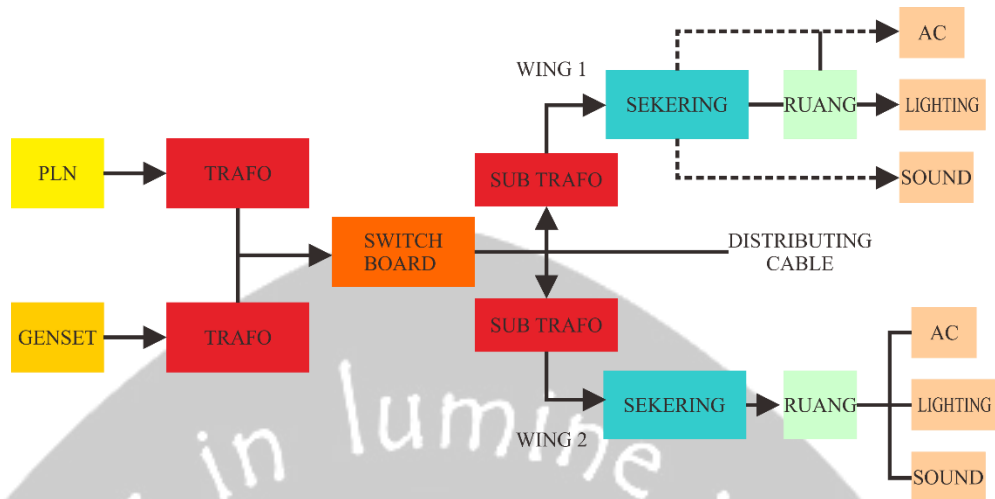 AC
WING 1
SEKERING
RUANG
LIGHTING
PLN
TRAFO
SUB TRAFO
SOUND
SWITCH
BOARD
DISTRIBUTING
CABLE
GENSET
TRAFO
SUB TRAFO
AC
SEKERING
RUANG
LIGHTING
WING 2
SOUND
in lumine